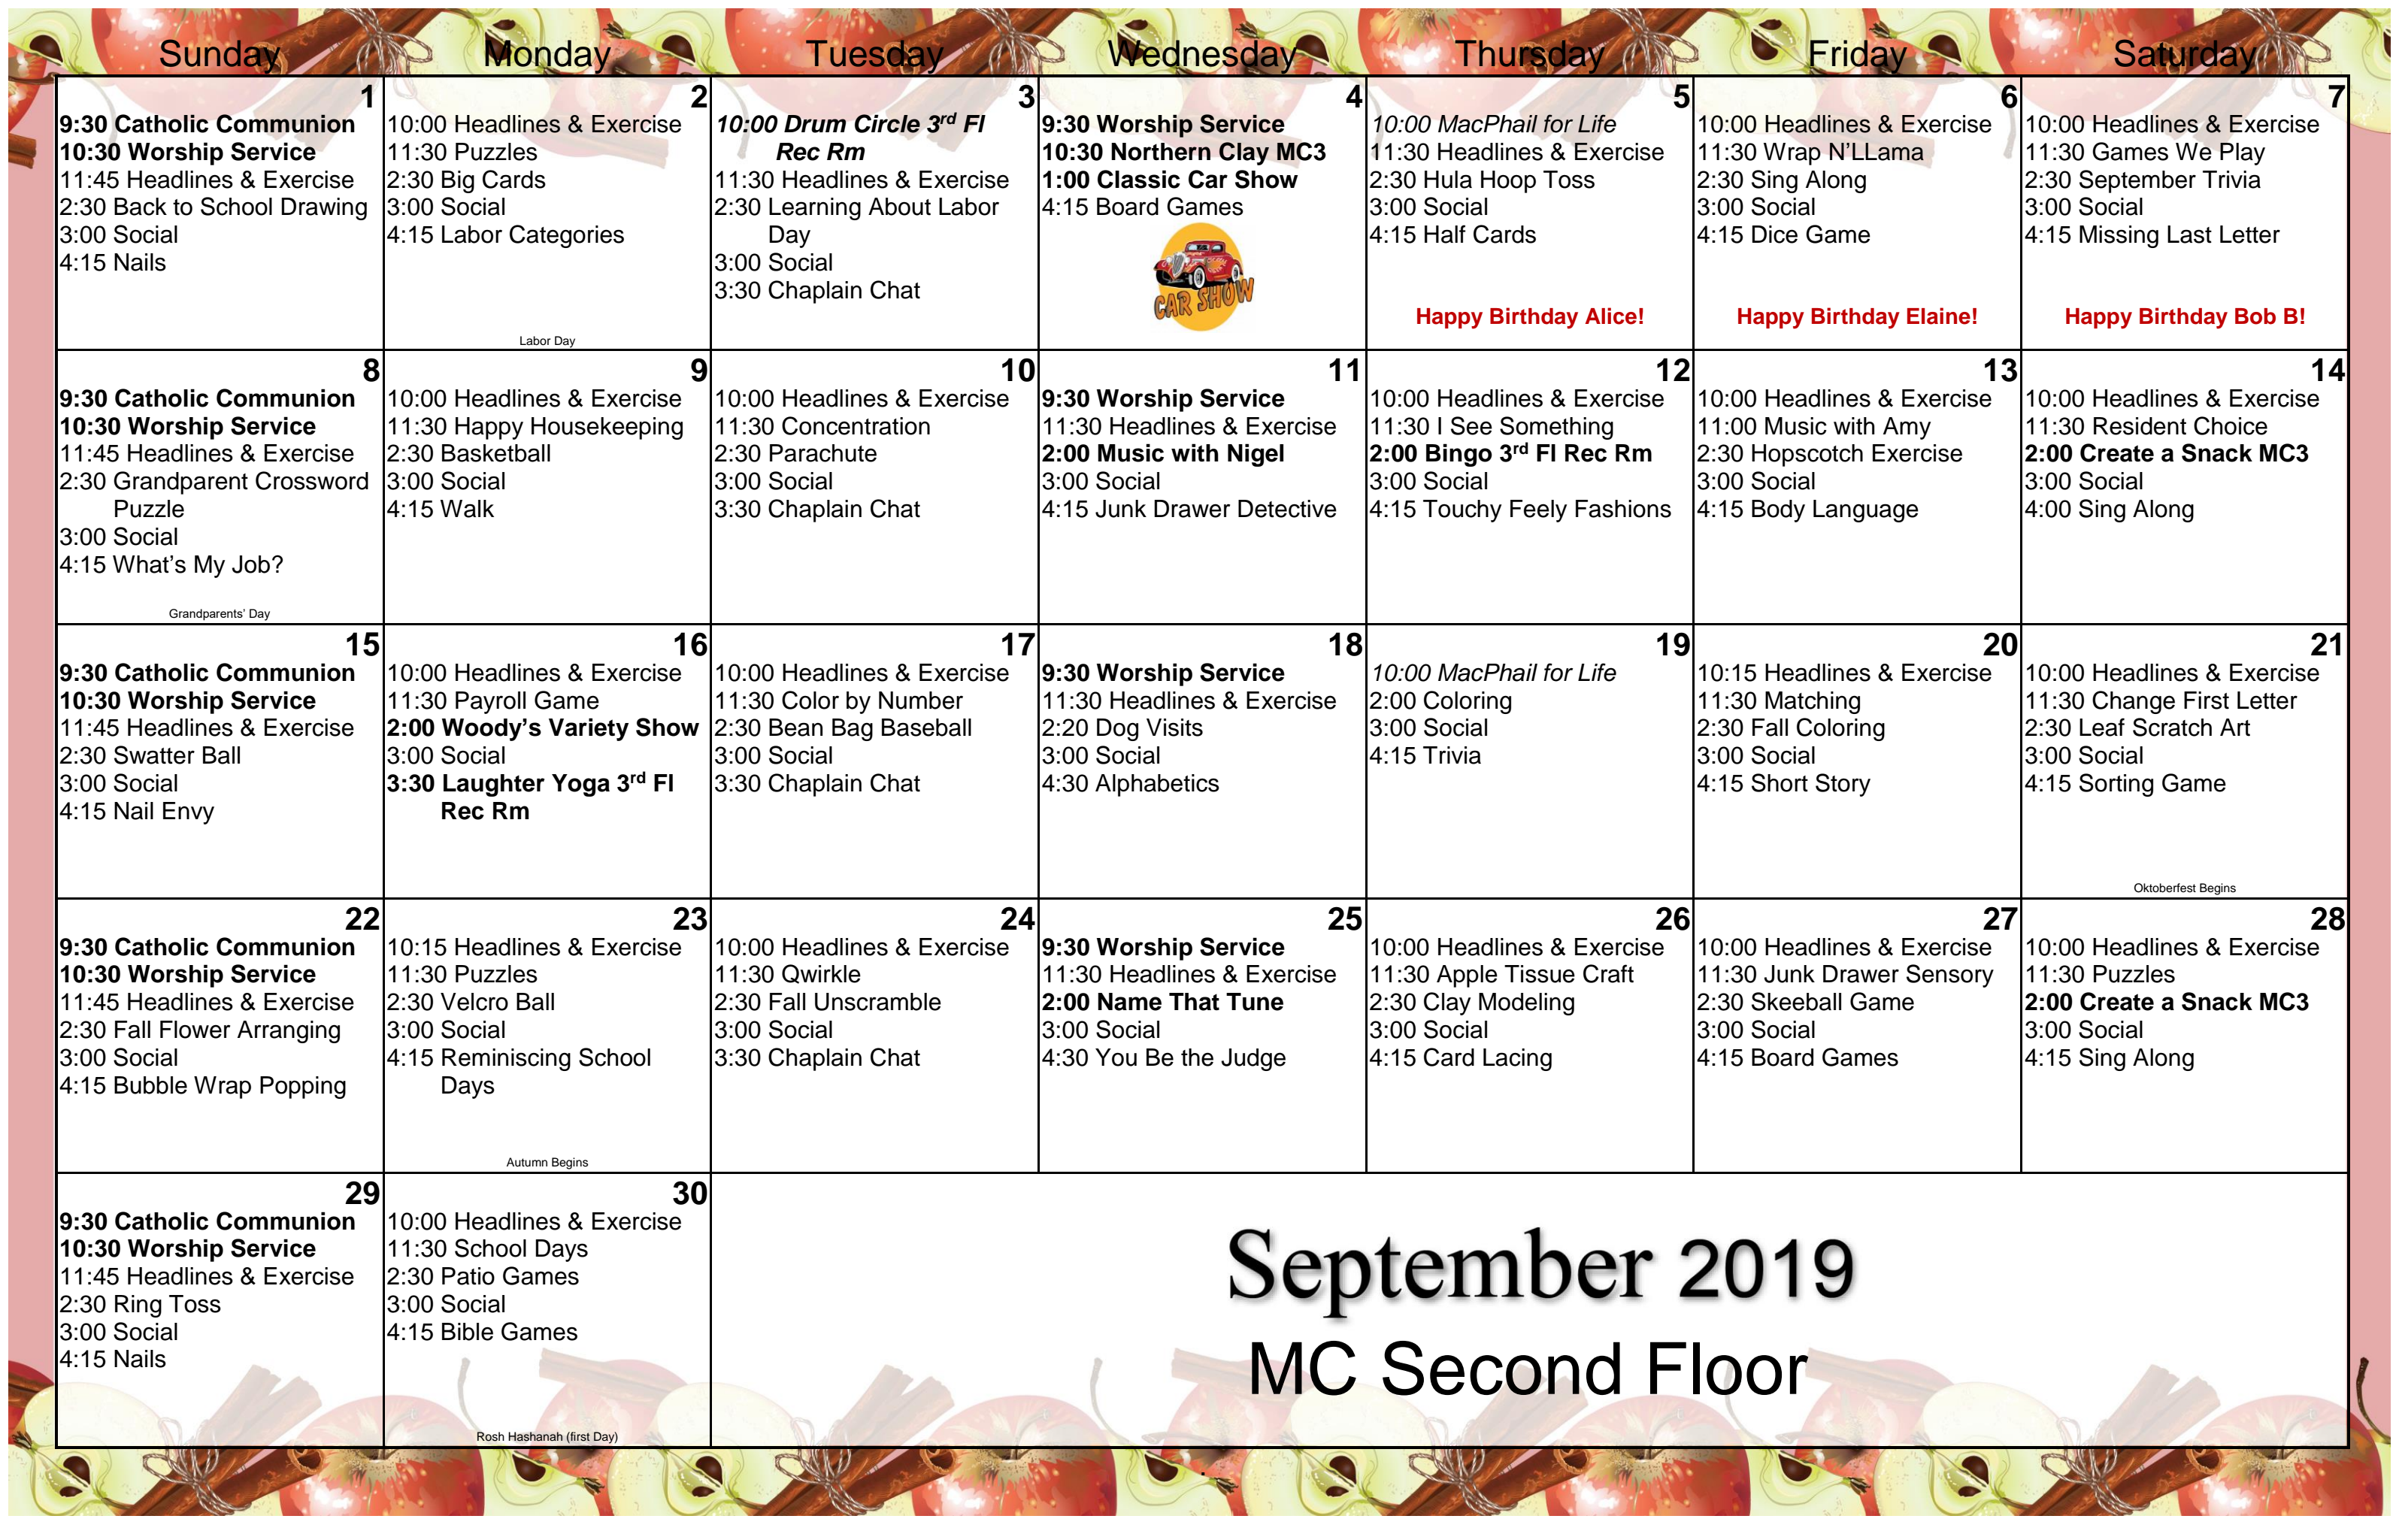 Sunday Monday Tuesday Wednesday Thursday Friday Saturday
1
9:30 Catholic Communion
10:30 Worship Service
11:45 Headlines & Exercise
2:30 Back to School Drawing
3:00 Social
4:15 Nails
2
10:00 Headlines & Exercise
11:30 Puzzles
2:30 Big Cards
3:00 Social
4:15 Labor Categories
Labor Day
3
10:00 Drum Circle 3rd Fl
Rec Rm
11:30 Headlines & Exercise
2:30 Learning About Labor
Day
3:00 Social
3:30 Chaplain Chat
4
9:30 Worship Service
10:30 Northern Clay MC3
1:00 Classic Car Show
4:15 Board Games
CAR SHOW
5
10:00 MacPhail for Life
11:30 Headlines & Exercise
2:30 Hula Hoop Toss
3:00 Social
4:15 Half Cards
Happy Birthday Alice!
6
10:00 Headlines & Exercise
11:30 Wrap N'LLama
2:30 Sing Along
3:00 Social
4:15 Dice Game
Happy Birthday Elaine!
7
10:00 Headlines & Exercise
11:30 Games We Play
2:30 September Trivia
3:00 Social
4:15 Missing Last Letter
Happy Birthday Bob B!
8
9:30 Catholic Communion
10:30 Worship Service
11:45 Headlines & Exercise
2:30 Grandparent Crossword
Puzzle
3:00 Social
4:15 What's My Job?
Grandparents' Day
9
10:00 Headlines & Exercise
11:30 Happy Housekeeping
2:30 Basketball
3:00 Social
4:15 Walk
10
10:00 Headlines & Exercise
11:30 Concentration
2:30 Parachute
3:00 Social
3:30 Chaplain Chat
11
9:30 Worship Service
11:30 Headlines & Exercise
2:00 Music with Nigel
3:00 Social
4:15 Junk Drawer Detective
12
10:00 Headlines & Exercise
11:30 I See Something
2:00 Bingo 3rd Fl Rec Rm
3:00 Social
4:15 Touchy Feely Fashions
13
10:00 Headlines & Exercise
11:00 Music with Amy
2:30 Hopscotch Exercise
3:00 Social
4:15 Body Language
14
10:00 Headlines & Exercise
11:30 Resident Choice
2:00 Create a Snack MC3
3:00 Social
4:00 Sing Along
15
9:30 Catholic Communion
10:30 Worship Service
11:45 Headlines & Exercise
2:30 Swatter Ball
3:00 Social
4:15 Nail Envy
16
10:00 Headlines & Exercise
11:30 Payroll Game
2:00 Woody's Variety Show
3:00 Social
3:30 Laughter Yoga 3rd Fl
Rec Rm
17
10:00 Headlines & Exercise
11:30 Color by Number
2:30 Bean Bag Baseball
3:00 Social
3:30 Chaplain Chat
18
9:30 Worship Service
11:30 Headlines & Exercise
2:20 Dog Visits
3:00 Social
4:30 Alphabetics
19
10:00 MacPhail for Life
2:00 Coloring
3:00 Social
4:15 Trivia
20
10:15 Headlines & Exercise
11:30 Matching
2:30 Fall Coloring
3:00 Social
4:15 Short Story
21
10:00 Headlines & Exercise
11:30 Change First Letter
2:30 Leaf Scratch Art
3:00 Social
4:15 Sorting Game
Oktoberfest Begins
22
9:30 Catholic Communion
10:30 Worship Service
11:45 Headlines & Exercise
2:30 Fall Flower Arranging
3:00 Social
4:15 Bubble Wrap Popping
23
10:15 Headlines & Exercise
11:30 Puzzles
2:30 Velcro Ball
3:00 Social
4:15 Reminiscing School
Days
Autumn Begins
24
10:00 Headlines & Exercise
11:30 Qwirkle
2:30 Fall Unscramble
3:00 Social
3:30 Chaplain Chat
25
9:30 Worship Service
11:30 Headlines & Exercise
2:00 Name That Tune
3:00 Social
4:30 You Be the Judge
26
10:00 Headlines & Exercise
11:30 Apple Tissue Craft
2:30 Clay Modeling
3:00 Social
4:15 Card Lacing
27
10:00 Headlines & Exercise
11:30 Junk Drawer Sensory
2:30 Skeeball Game
3:00 Social
4:15 Board Games
28
10:00 Headlines & Exercise
11:30 Puzzles
2:00 Create a Snack MC3
3:00 Social
4:15 Sing Along
29
9:30 Catholic Communion
10:30 Worship Service
11:45 Headlines & Exercise
2:30 Ring Toss
3:00 Social
4:15 Nails
30
10:00 Headlines & Exercise
11:30 School Days
2:30 Patio Games
3:00 Social
4:15 Bible Games
Rosh Hashanah (first Day)
September 2019
MC Second Floor